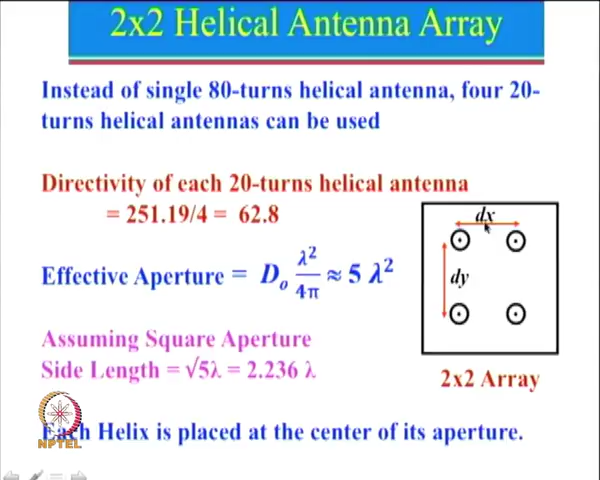 2x2 Helical Antenna Array
Instead of single 80-turns helical antenna, four 20-
turns helical antennas can be used
Directivity of each 20-turns helical antenna
= 251.19/4 = 62.8
Effective Aperture = D₀ λ²/4π ≈ 5 λ²
Assuming Square Aperture
Side Length = √5λ = 2.236 λ
Each Helix is placed at the center of its aperture.
dx
dy
2x2 Array
NPTEL